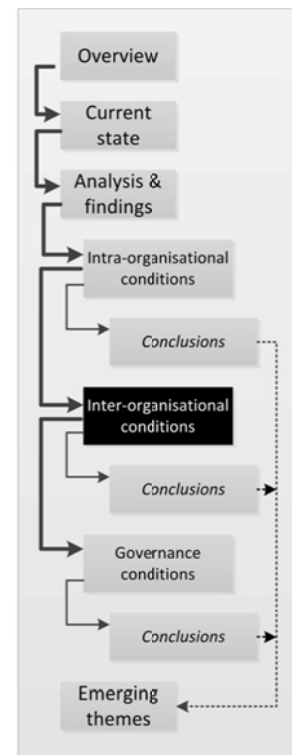 Overview
Current
state
Analysis &
findings
Intra-organisational
conditions
Conclusions
Inter-organisational
conditions
Conclusions
Governance
conditions
Conclusions
Emerging
themes